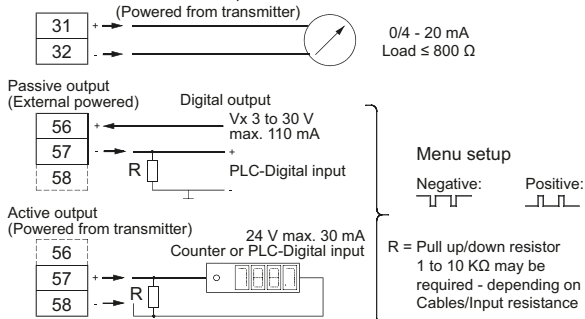 (Powered from transmitter)
31 +
32 -
0/4 - 20 mA
Load ≤ 800 Ω
Passive output
(External powered)
Digital output
56 +
57 -
58
Vx 3 to 30 V
max. 110 mA
+
R
PLC-Digital input
-
Active output
(Powered from transmitter)
24 V max. 30 mA
Counter or PLC-Digital input
56
57 +
58 -
R
Menu setup
Negative:
Positive:
R = Pull up/down resistor
1 to 10 KΩ may be
required - depending on
Cables/Input resistance